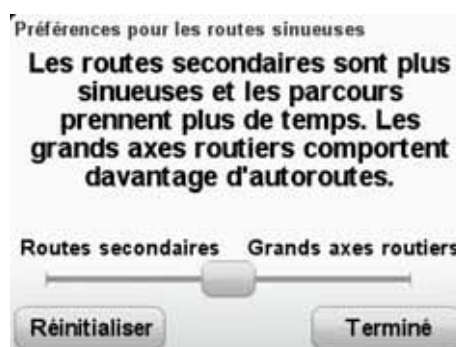 Préférences pour les routes sinueuses
Les routes secondaires sont plus
sinueuses et les parcours
prennent plus de temps. Les
grands axes routiers comportent
davantage d'autoroutes.
Routes secondaires Grands axes routiers
Réinitialiser Terminé